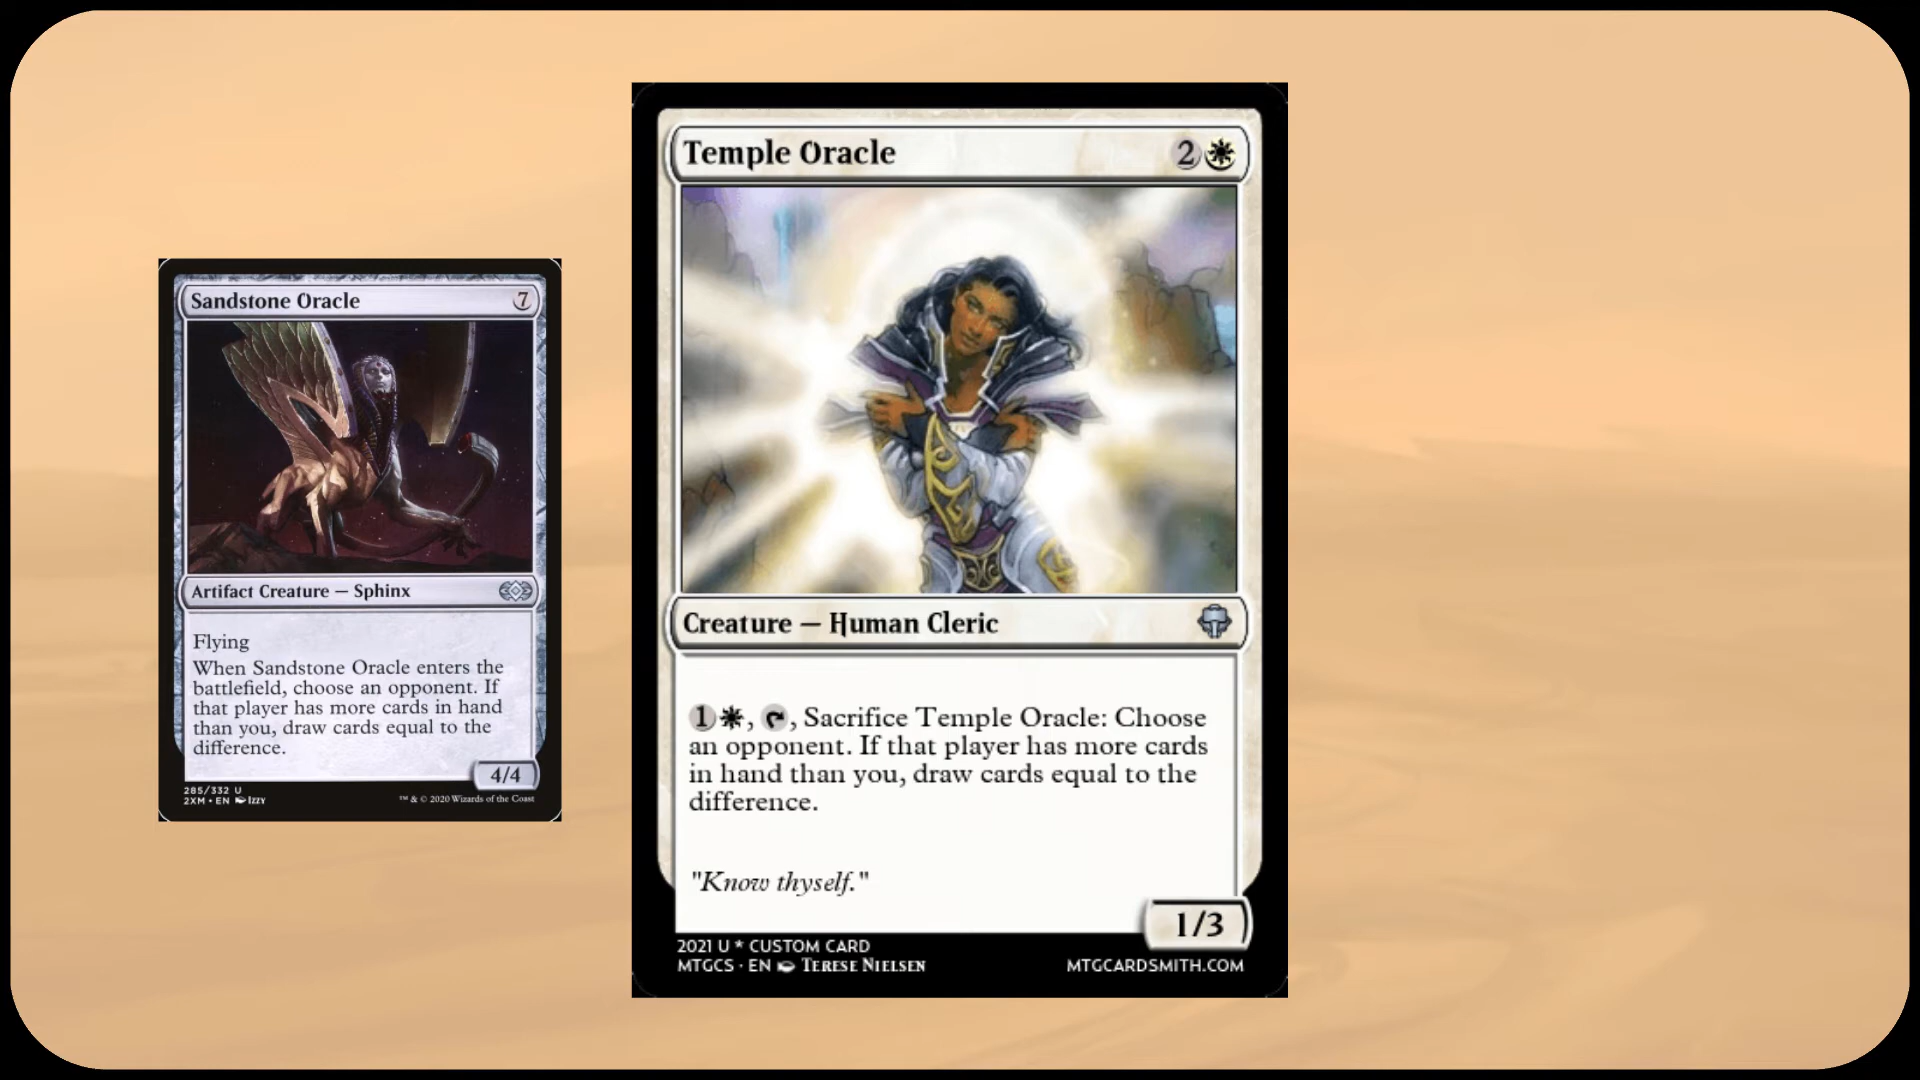 Sandstone Oracle 7
Artifact Creature — Sphinx
Flying
When Sandstone Oracle enters the
battlefield, choose an opponent. If
that player has more cards in hand
than you, draw cards equal to the
difference.
4/4
285/332 U
2XM • EN Izzy
™ & © 2020 Wizards of the Coast
Temple Oracle 2
Creature — Human Cleric
1, , Sacrifice Temple Oracle: Choose
an opponent. If that player has more cards
in hand than you, draw cards equal to the
difference.
"Know thyself."
1/3
2021 U * CUSTOM CARD
MTGCS · EN TERESE NIELSEN
MTGCARDSMITH.COM